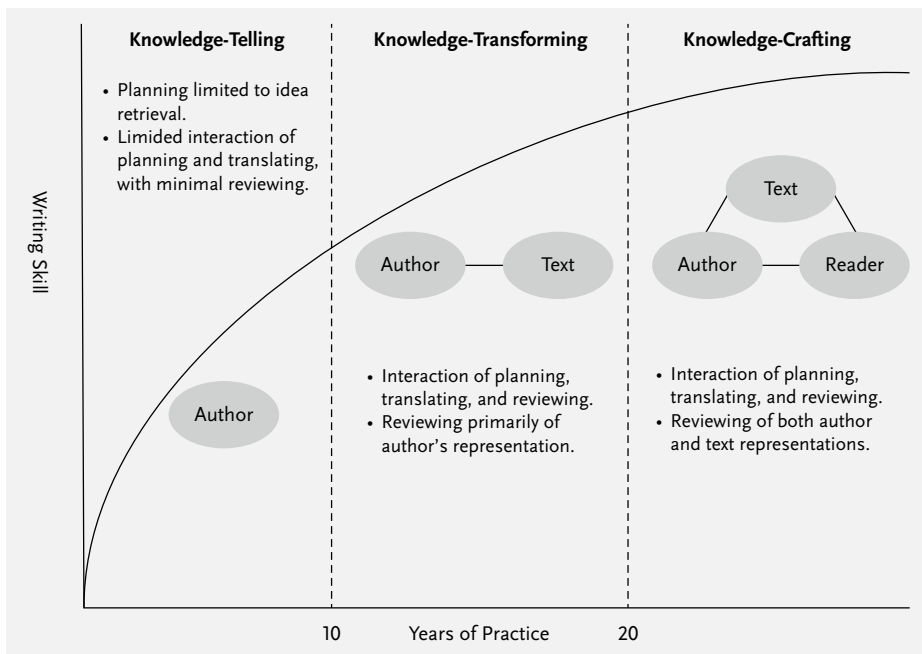 Knowledge-Telling
• Planning limited to idea
retrieval.
• Limided interaction of
planning and translating,
with minimal reviewing.
Author
Knowledge-Transforming
Author
Text
• Interaction of planning,
translating, and reviewing.
• Reviewing primarily of
author’s representation.
Knowledge-Crafting
Text
Author
Reader
• Interaction of planning,
translating, and reviewing.
• Reviewing of both author
and text representations.
Writing Skill
10
Years of Practice
20